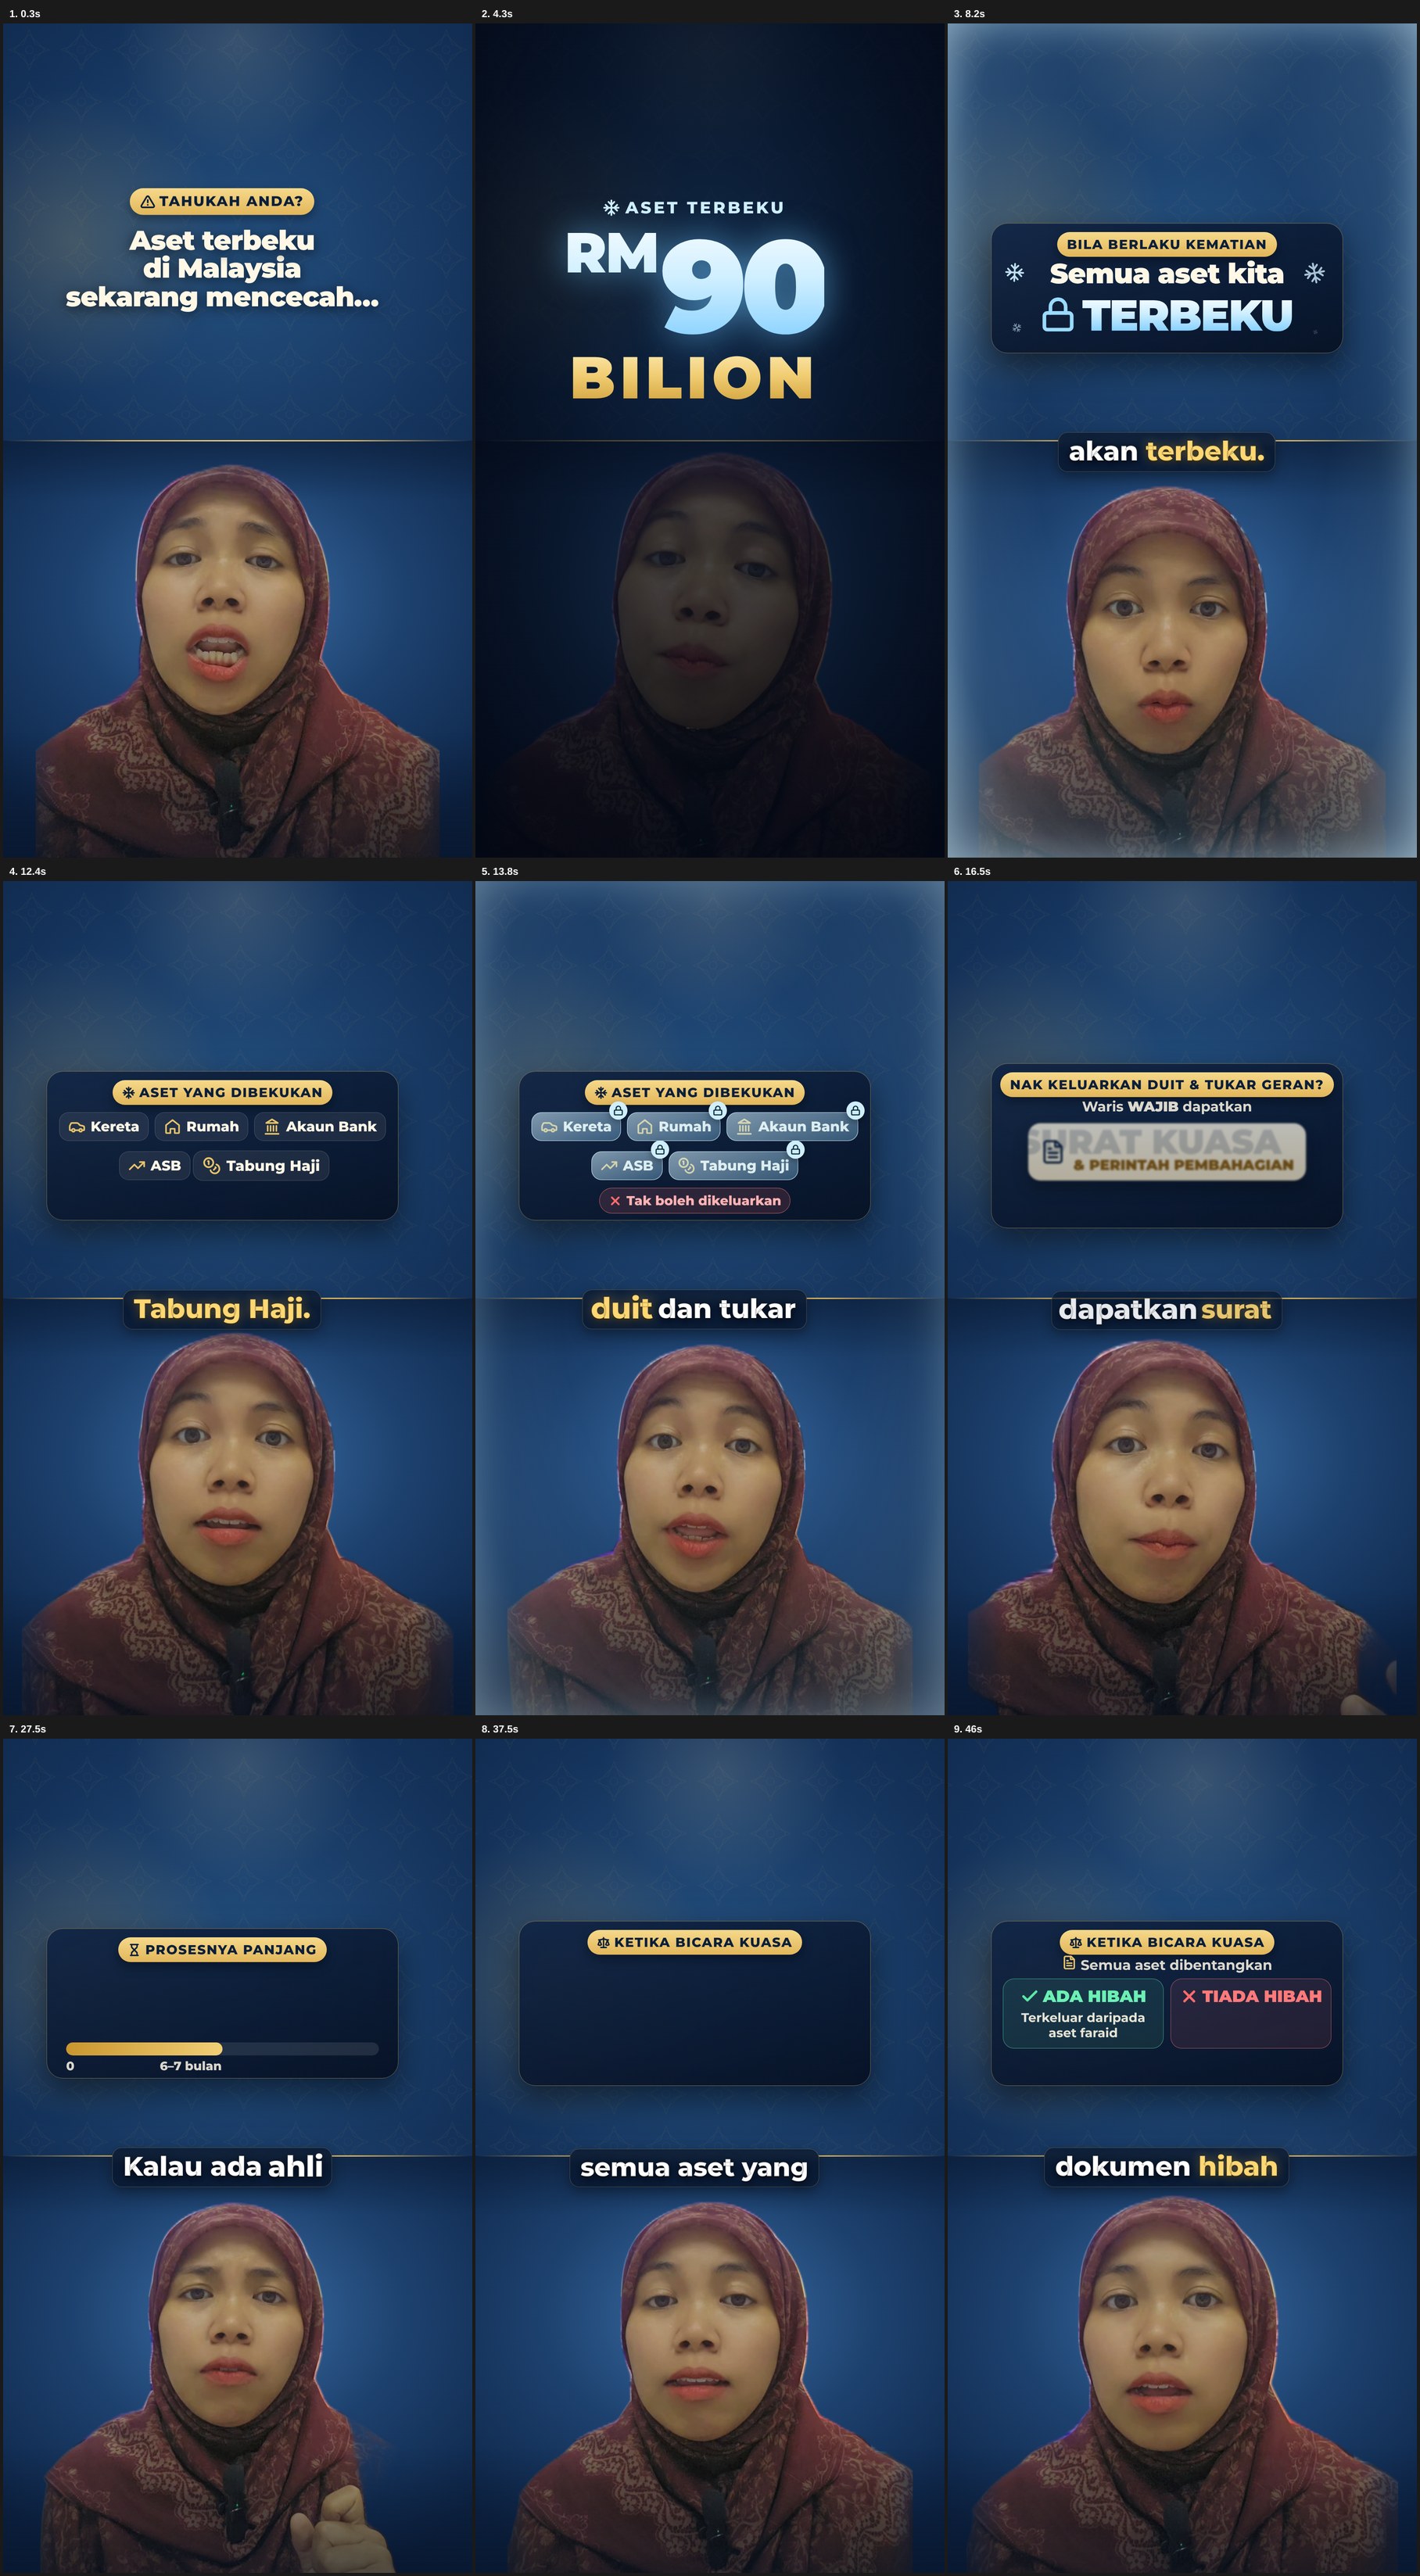 1. 0.3s
TAHUKAH ANDA?
Aset terbeku
di Malaysia
sekarang mencecah...
2. 4.3s
ASET TERBEKU
RM90
BILION
3. 8.2s
BILA BERLAKU KEMATIAN
Semua aset kita
TERBEKU
akan terbeku.
4. 12.4s
ASET YANG DIBEKUKAN
Kereta
Rumah
Akaun Bank
ASB
Tabung Haji
Tabung Haji.
5. 13.8s
ASET YANG DIBEKUKAN
Kereta
Rumah
Akaun Bank
ASB
Tabung Haji
Tak boleh dikeluarkan
duit dan tukar
6. 16.5s
NAK KELUARKAN DUIT & TUKAR GERAN?
Waris WAJIB dapatkan
SURAT KUASA
& PERINTAH PEMBAHAGIAN
dapatkan surat
7. 27.5s
PROSESNYA PANJANG
0
6–7 bulan
Kalau ada ahli
8. 37.5s
KETIKA BICARA KUASA
semua aset yang
9. 46s
KETIKA BICARA KUASA
Semua aset dibentangkan
ADA HIBAH
Terkeluar daripada
aset faraid
TIADA HIBAH
dokumen hibah